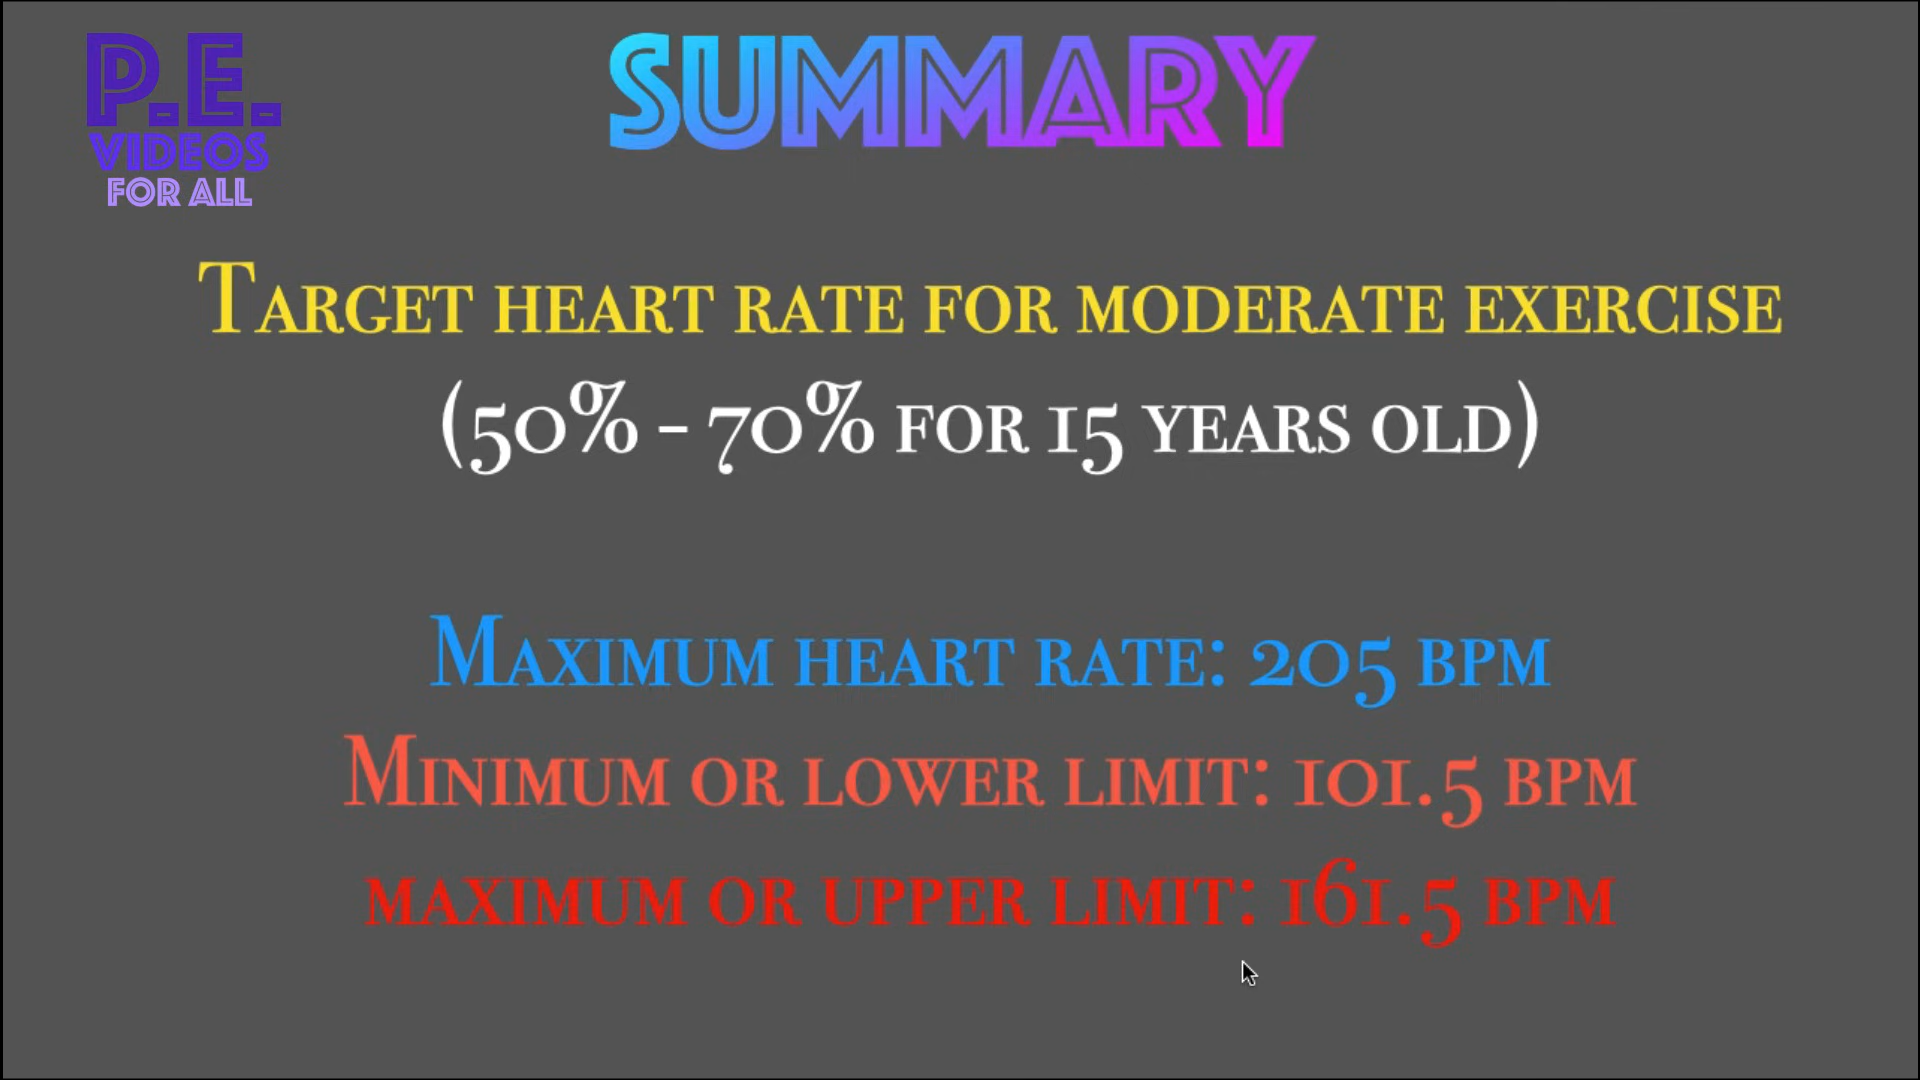 P.E.
VIDEOS
FOR ALL
SUMMARY
Target heart rate for moderate exercise
(50% - 70% for 15 years old)
Maximum heart rate: 205 bpm
Minimum or lower limit: 101.5 bpm
maximum or upper limit: 161.5 bpm